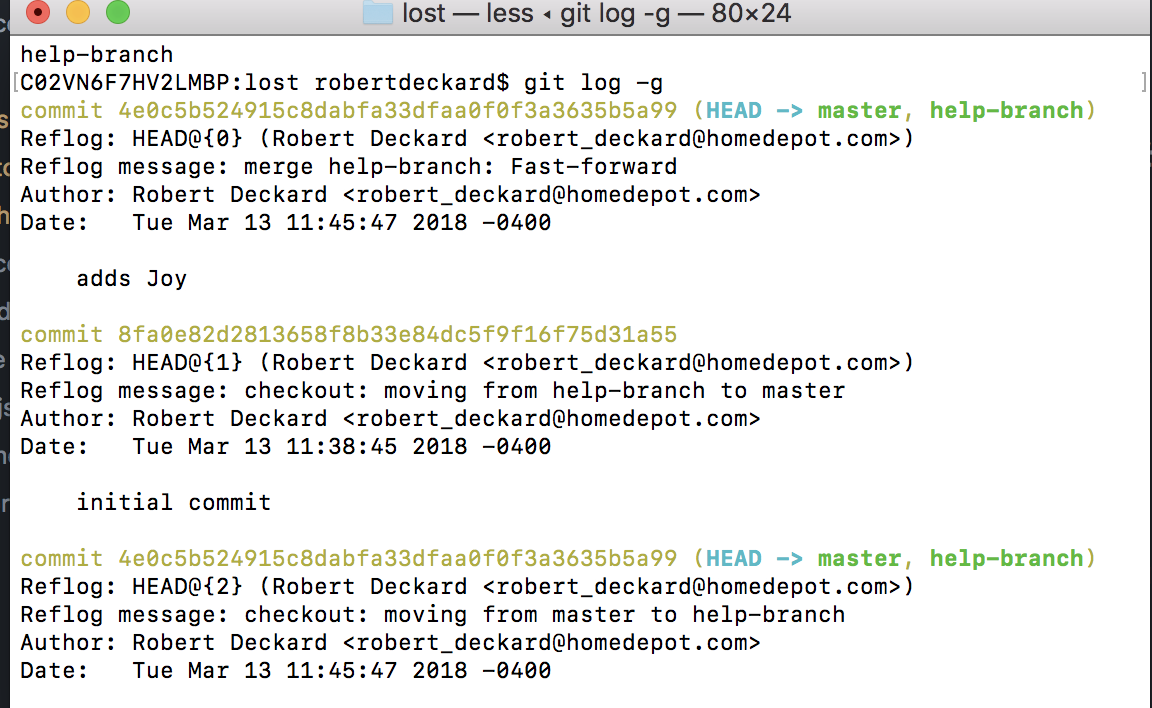 lost — less ◂ git log -g — 80×24
help-branch
[C02VN6F7HV2LMBP:lost robertdeckard$ git log -g ]
commit 4e0c5b524915c8dabfa33dfaa0f0f3a3635b5a99 (HEAD -> master, help-branch)
Reflog: HEAD@{0} (Robert Deckard <robert_deckard@homedepot.com>)
Reflog message: merge help-branch: Fast-forward
Author: Robert Deckard <robert_deckard@homedepot.com>
Date:   Tue Mar 13 11:45:47 2018 -0400
    adds Joy
commit 8fa0e82d2813658f8b33e84dc5f9f16f75d31a55
Reflog: HEAD@{1} (Robert Deckard <robert_deckard@homedepot.com>)
Reflog message: checkout: moving from help-branch to master
Author: Robert Deckard <robert_deckard@homedepot.com>
Date:   Tue Mar 13 11:38:45 2018 -0400
    initial commit
commit 4e0c5b524915c8dabfa33dfaa0f0f3a3635b5a99 (HEAD -> master, help-branch)
Reflog: HEAD@{2} (Robert Deckard <robert_deckard@homedepot.com>)
Reflog message: checkout: moving from master to help-branch
Author: Robert Deckard <robert_deckard@homedepot.com>
Date:   Tue Mar 13 11:45:47 2018 -0400